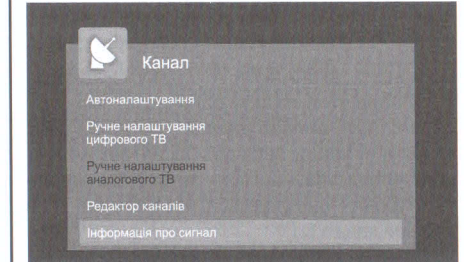 Канал
Автоналаштування
Ручне налаштування
цифрового ТВ
Ручне налаштування
аналогового ТВ
Редактор каналів
Інформація про сигнал